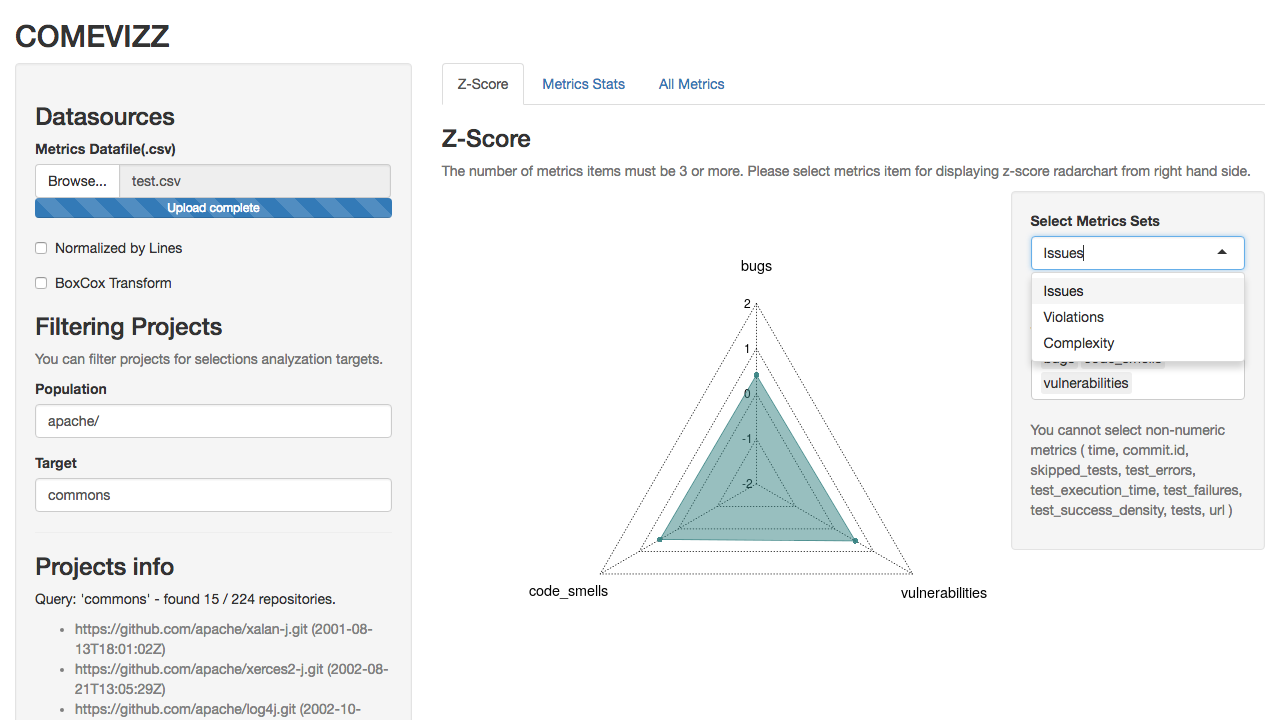 COMEVIZZ
Datasources
Metrics Datafile(.csv)
Browse... test.csv
Upload complete
Normalized by Lines
BoxCox Transform
Filtering Projects
You can filter projects for selections analyzation targets.
Population
apache/
Target
commons
Projects info
Query: 'commons' - found 15 / 224 repositories.
https://github.com/apache/xalan-j.git (2001-08-
13T18:01:02Z)
https://github.com/apache/xerces2-j.git (2002-08-
21T13:05:29Z)
https://github.com/apache/log4j.git (2002-10-
Z-Score Metrics Stats All Metrics
Z-Score
The number of metrics items must be 3 or more. Please select metrics item for displaying z-score radarchart from right hand side.
bugs
2
1
0
-1
-2
code_smells
vulnerabilities
Select Metrics Sets
Issues
Issues
Violations
Complexity
bugs code_smells
vulnerabilities
You cannot select non-numeric
metrics ( time, commit.id,
skipped_tests, test_errors,
test_execution_time, test_failures,
test_success_density, tests, url )